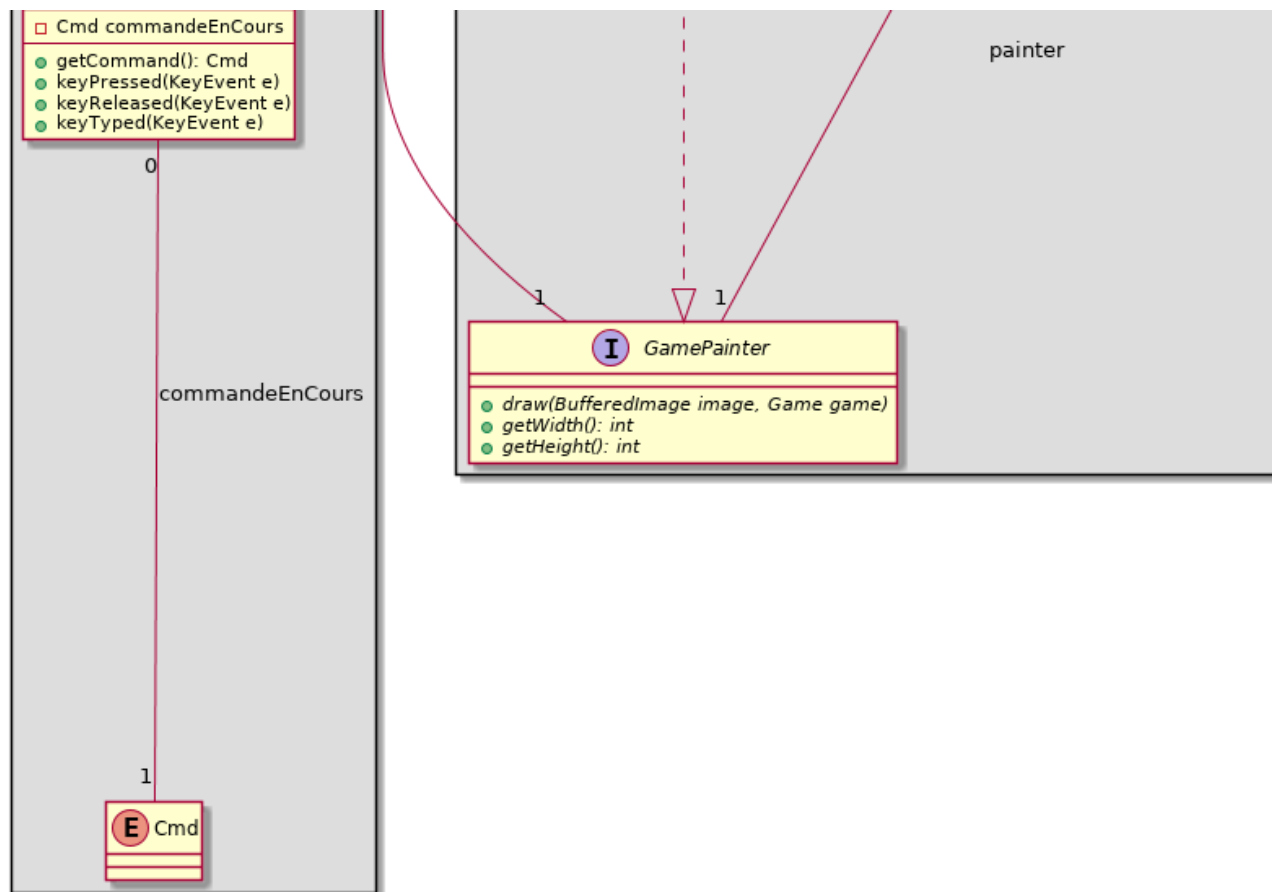 Cmd commandeEnCours
getCommand(): Cmd
keyPressed(KeyEvent e)
keyReleased(KeyEvent e)
keyTyped(KeyEvent e)
0
commandeEnCours
1
E Cmd
painter
1
1
I GamePainter
draw(BufferedImage image, Game game)
getWidth(): int
getHeight(): int